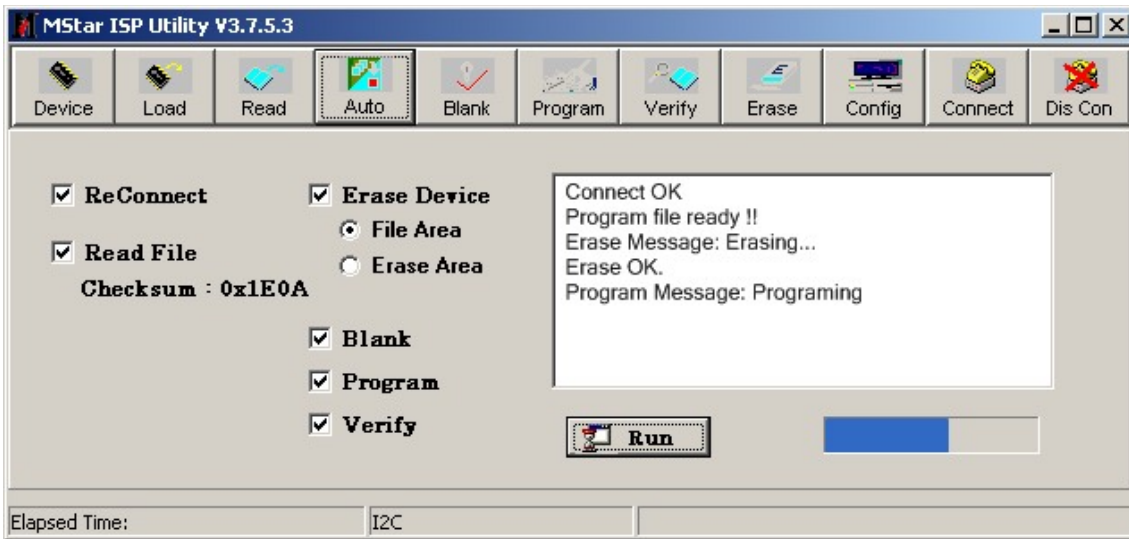 MStar ISP Utility V3.7.5.3
Device Load Read Auto Blank Program Verify Erase Config Connect Dis Con
ReConnect
Read File
Checksum : 0x1E0A
Erase Device
File Area
Erase Area
Blank
Program
Verify
Connect OK
Program file ready !!
Erase Message: Erasing...
Erase OK.
Program Message: Programing
Run
Elapsed Time: I2C